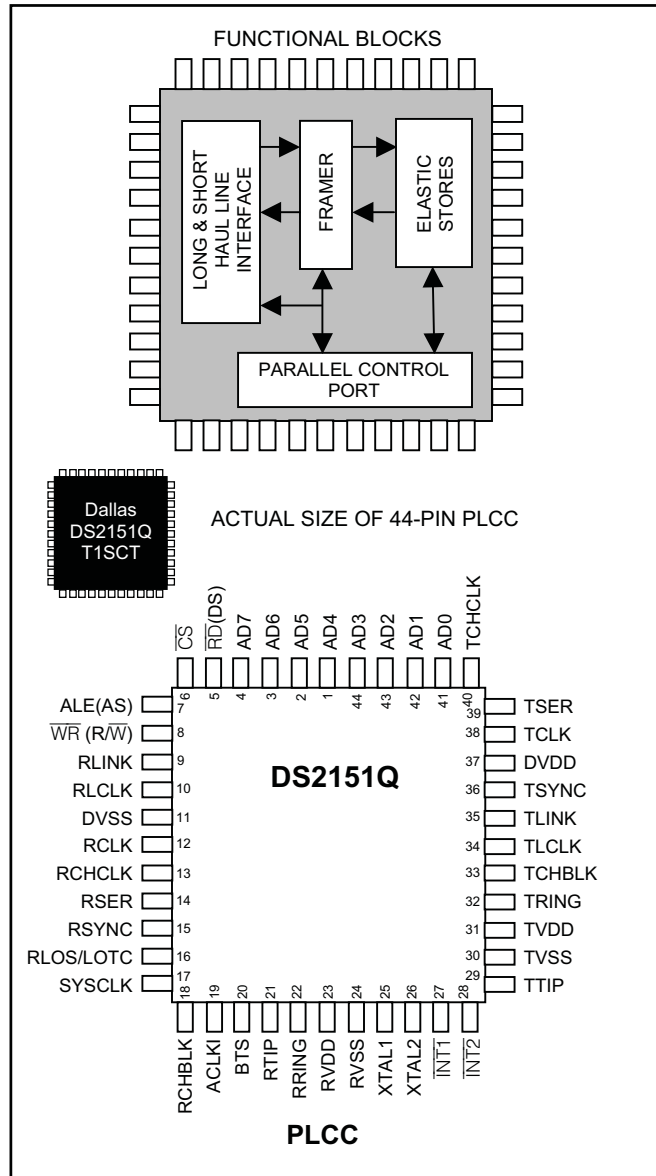 FUNCTIONAL BLOCKS
LONG & SHORT
HAUL LINE
INTERFACE
FRAMER
ELASTIC
STORES
PARALLEL CONTROL
PORT
Dallas
DS2151Q
T1SCT
ACTUAL SIZE OF 44-PIN PLCC
CS
RD(DS)
AD7
AD6
AD5
AD4
AD3
AD2
AD1
AD0
TCHCLK
6
5
4
3
2
1
44
43
42
41
40
ALE(AS)
7
WR (R/W)
8
RLINK
9
RLCLK
10
DVSS
11
RCLK
12
RCHCLK
13
RSER
14
RSYNC
15
RLOS/LOTC
16
SYSCLK
17
DS2151Q
39
TSER
38
TCLK
37
DVDD
36
TSYNC
35
TLINK
34
TLCLK
33
TCHBLK
32
TRING
31
TVDD
30
TVSS
29
TTIP
18
19
20
21
22
23
24
25
26
27
28
RCHBLK
ACLKI
BTS
RTIP
RRING
RVDD
RVSS
XTAL1
XTAL2
INT1
INT2
PLCC